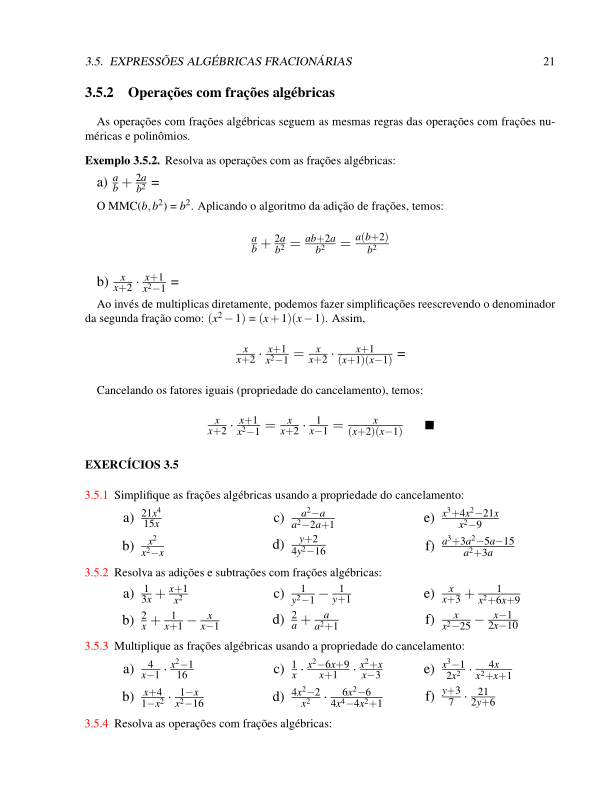 3.5. EXPRESSÕES ALGÉBRICAS FRACIONÁRIAS 21
3.5.2 Operações com frações algébricas
As operações com frações algébricas seguem as mesmas regras das operações com frações nu-
méricas e polinômios.
Exemplo 3.5.2. Resolva as operações com as frações algébricas:
a) $\frac{a}{b} + \frac{2a}{b^2}$ =
O MMC($b, b^2$) = $b^2$. Aplicando o algoritmo da adição de frações, temos:
$\frac{a}{b} + \frac{2a}{b^2} = \frac{ab+2a}{b^2} = \frac{a(b+2)}{b^2}$
b) $\frac{x}{x+2} \cdot \frac{x+1}{x^2-1}$ =
Ao invés de multiplicas diretamente, podemos fazer simplificações reescrevendo o denominador
da segunda fração como: $(x^2 - 1) = (x+1)(x-1)$. Assim,
$\frac{x}{x+2} \cdot \frac{x+1}{x^2-1} = \frac{x}{x+2} \cdot \frac{x+1}{(x+1)(x-1)}$ =
Cancelando os fatores iguais (propriedade do cancelamento), temos:
$\frac{x}{x+2} \cdot \frac{x+1}{x^2-1} = \frac{x}{x+2} \cdot \frac{1}{x-1} = \frac{x}{(x+2)(x-1)}$ ■
EXERCÍCIOS 3.5
3.5.1 Simplifique as frações algébricas usando a propriedade do cancelamento:
a) $\frac{21x^4}{15x}$ c) $\frac{a^2-a}{a^2-2a+1}$ e) $\frac{x^3+4x^2-21x}{x^2-9}$
b) $\frac{x^2}{x^2-x}$ d) $\frac{y+2}{4y^2-16}$ f) $\frac{a^3+3a^2-5a-15}{a^2+3a}$
3.5.2 Resolva as adições e subtrações com frações algébricas:
a) $\frac{1}{3x} + \frac{x+1}{x^2}$ c) $\frac{1}{y^2-1} - \frac{1}{y+1}$ e) $\frac{x}{x+3} + \frac{1}{x^2+6x+9}$
b) $\frac{2}{x} + \frac{1}{x+1} - \frac{x}{x-1}$ d) $\frac{2}{a} + \frac{a}{a^2+1}$ f) $\frac{x}{x^2-25} - \frac{x-1}{2x-10}$
3.5.3 Multiplique as frações algébricas usando a propriedade do cancelamento:
a) $\frac{4}{x-1} \cdot \frac{x^2-1}{16}$ c) $\frac{1}{x} \cdot \frac{x^2-6x+9}{x+1} \cdot \frac{x^2+x}{x-3}$ e) $\frac{x^3-1}{2x^2} \cdot \frac{4x}{x^2+x+1}$
b) $\frac{x+4}{1-x^2} \cdot \frac{1-x}{x^2-16}$ d) $\frac{4x^2-2}{x^2} \cdot \frac{6x^2-6}{4x^4-4x^2+1}$ f) $\frac{y+3}{7} \cdot \frac{21}{2y+6}$
3.5.4 Resolva as operações com frações algébricas: